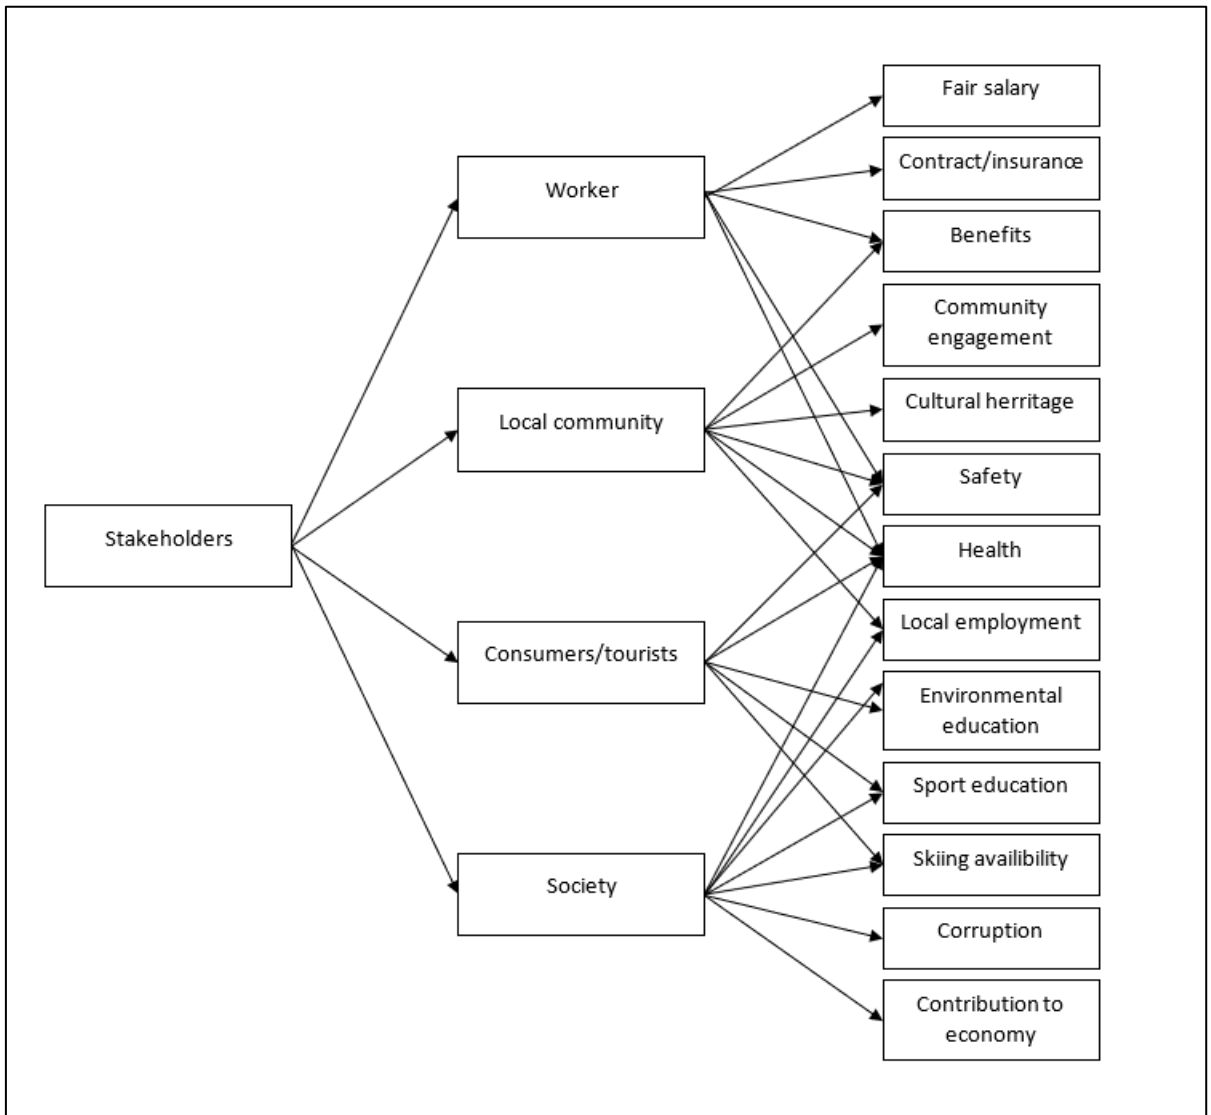 Fair salary
Contract/insurance
Benefits
Community
engagement
Cultural herritage
Safety
Health
Local employment
Environmental
education
Sport education
Skiing availibility
Corruption
Contribution to
economy
Worker
Local community
Consumers/tourists
Society
Stakeholders